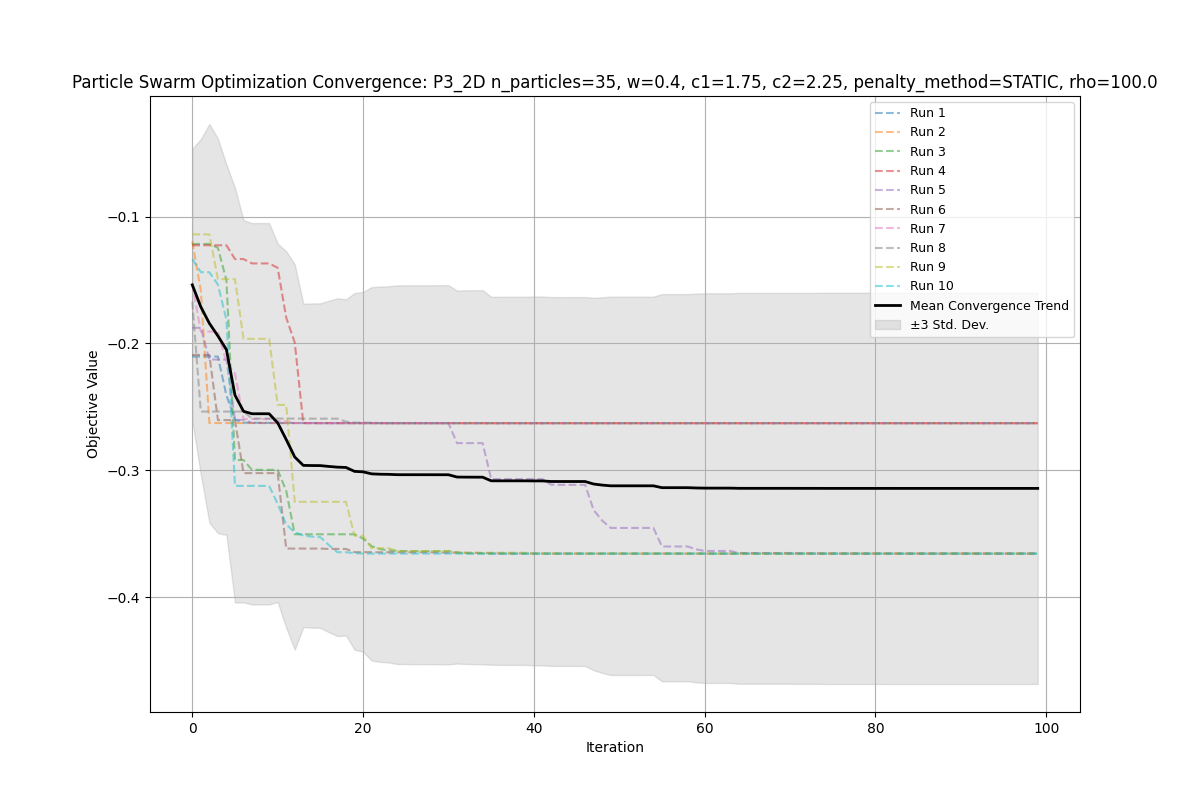 Particle Swarm Optimization Convergence: P3_2D n_particles=35, w=0.4, c1=1.75, c2=2.25, penalty_method=STATIC, rho=100.0
Run 1
Run 2
Run 3
Run 4
Run 5
Run 6
Run 7
Run 8
Run 9
Run 10
Mean Convergence Trend
±3 Std. Dev.
Objective Value
−0.1
−0.2
−0.3
−0.4
0
20
40
60
80
100
Iteration